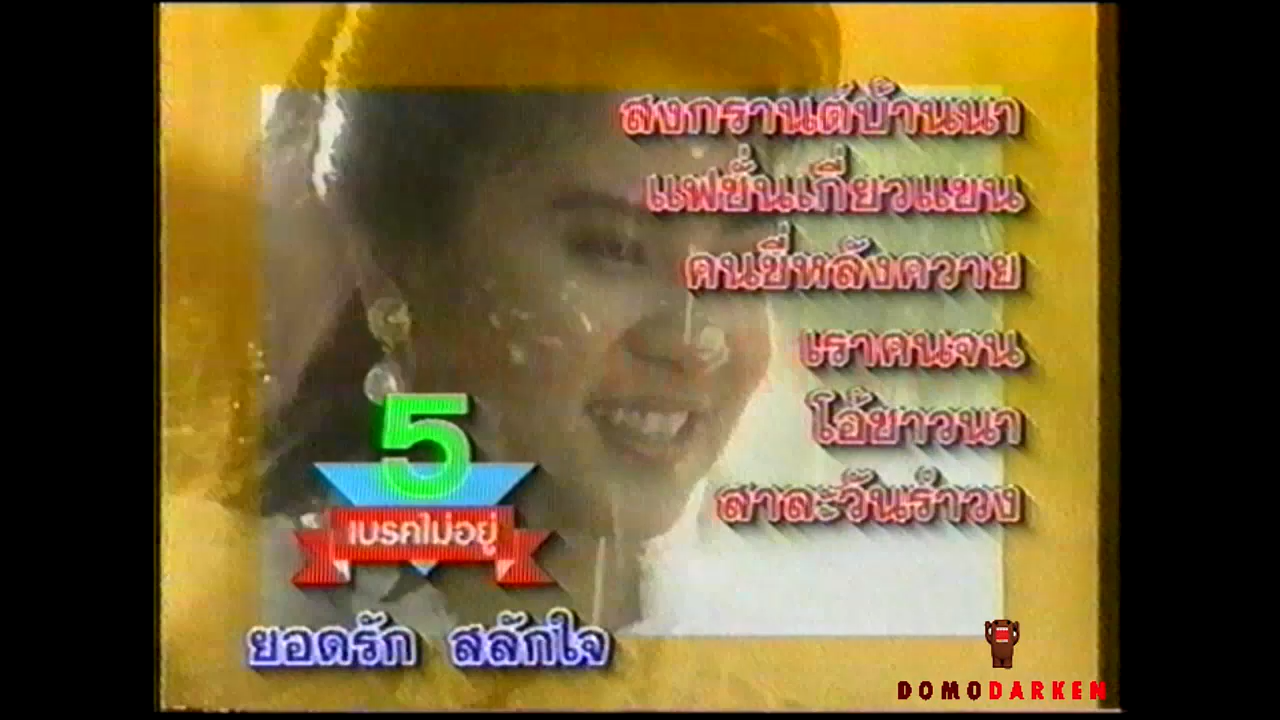 สงกรานต์บ้านนา
แฟชั่นเกี่ยวแขน
คนขี่หลังควาย
เราคนจน
โอ้ชาวนา
สาละวันรำวง
5
เบรคไม่อยู่
ยอดรัก สลักใจ
DOMODARKEN